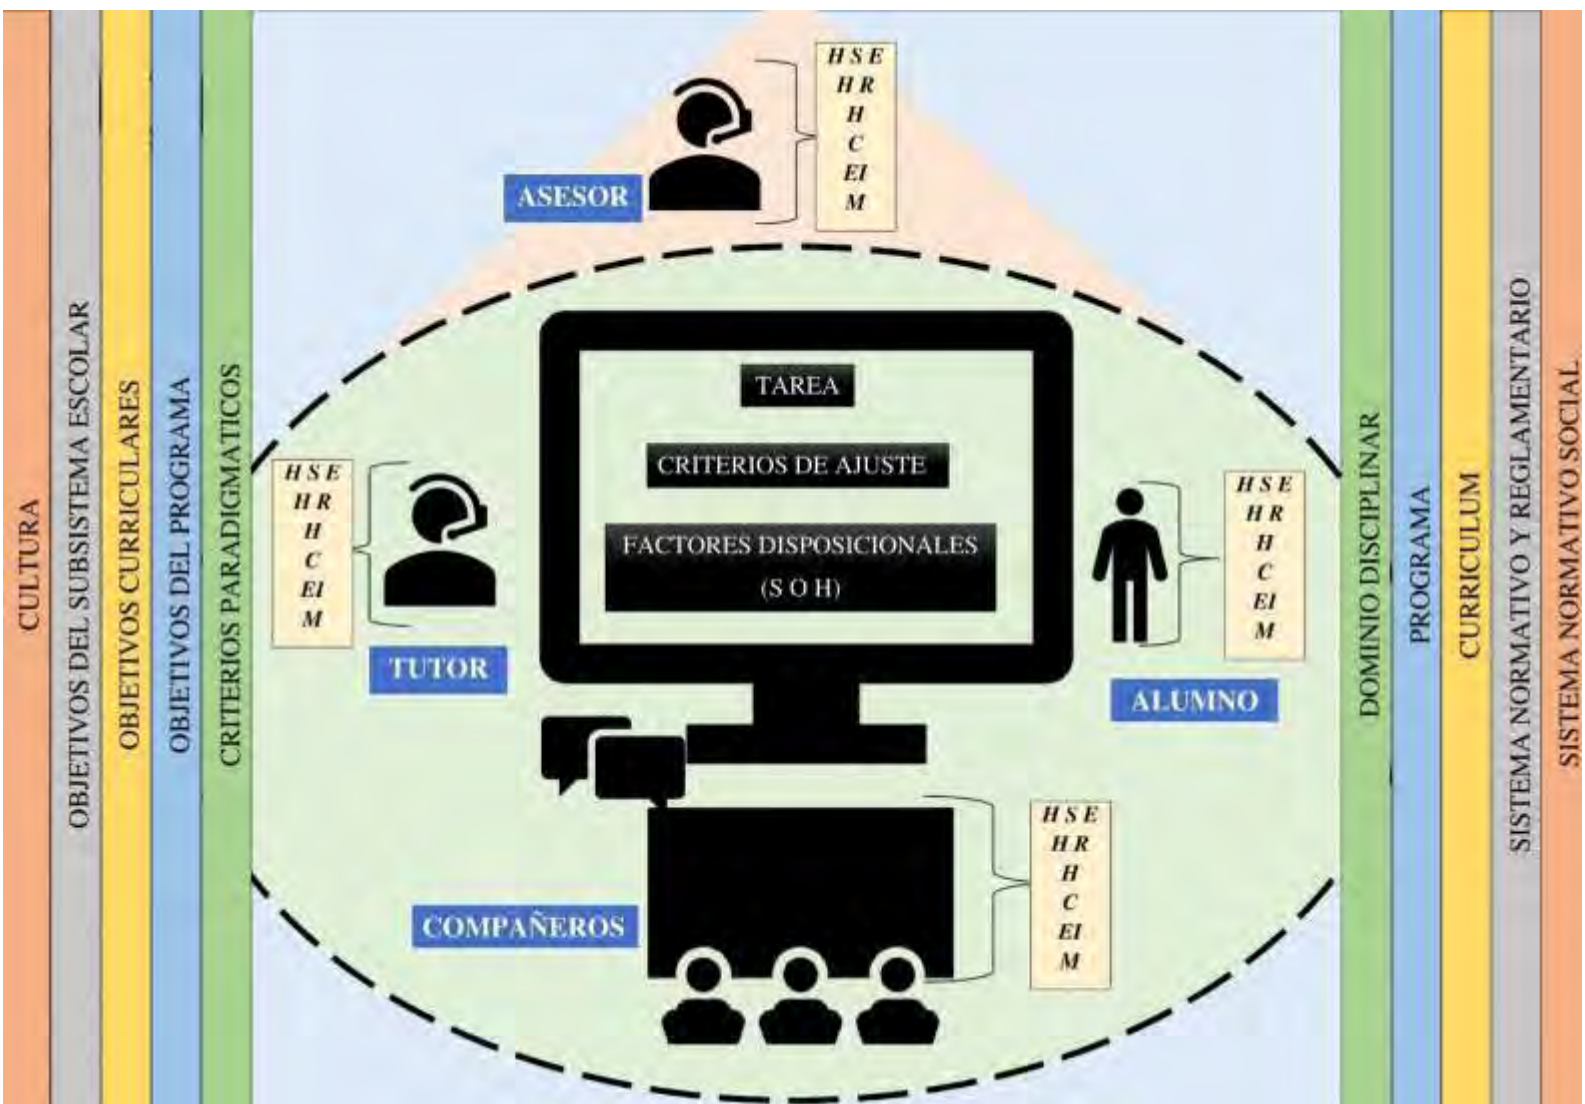 CULTURA
OBJETIVOS DEL SUBSISTEMA ESCOLAR
OBJETIVOS CURRICULARES
OBJETIVOS DEL PROGRAMA
CRITERIOS PARADIGMATICOS
ASESOR
H S E
H R
H
C
EI
M
TAREA
CRITERIOS DE AJUSTE
FACTORES DISPOSICIONALES
(S O H)
H S E
H R
H
C
EI
M
TUTOR
H S E
H R
H
C
EI
M
ALUMNO
COMPAÑEROS
H S E
H R
H
C
EI
M
DOMINIO DISCIPLINAR
PROGRAMA
CURRICULUM
SISTEMA NORMATIVO Y REGLAMENTARIO
SISTEMA NORMATIVO SOCIAL